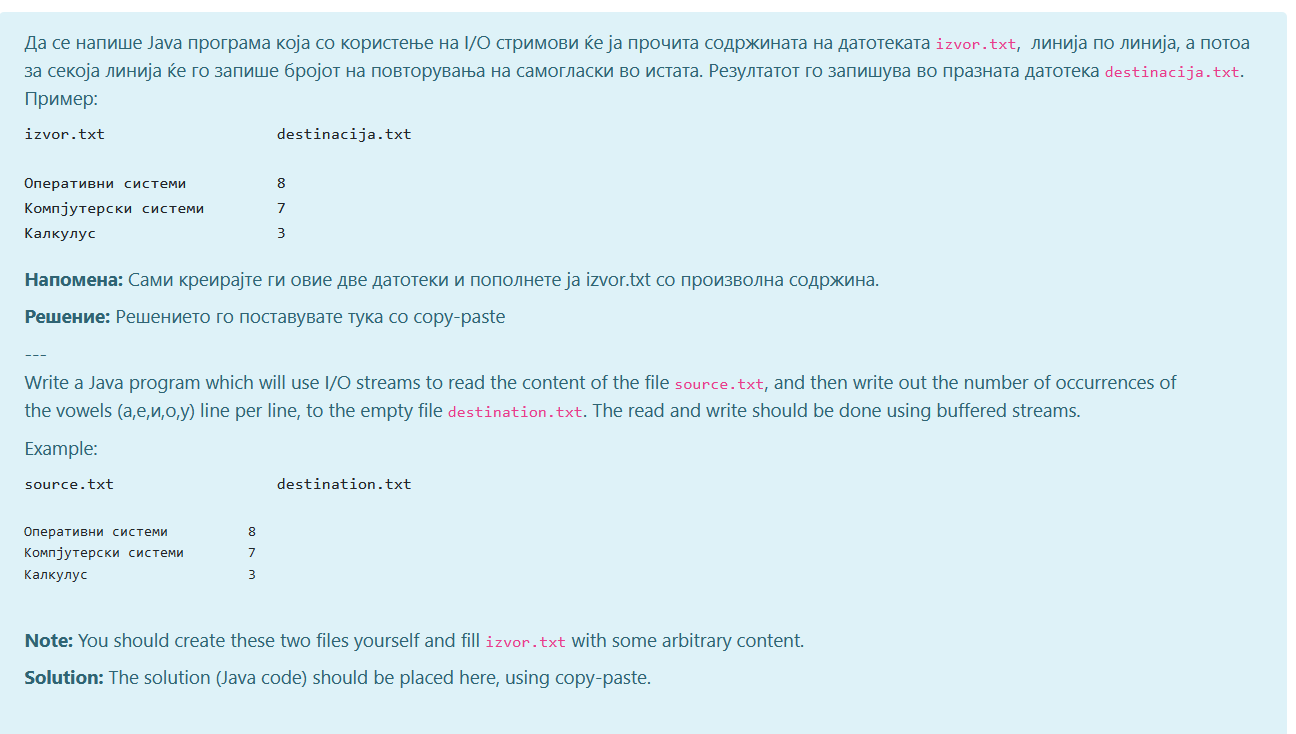 Да се напише Java програма која со користење на I/O стримови ќе ја прочита содржината на датотеката izvor.txt, линија по линија, а потоа
за секоја линија ќе го запише бројот на повторувања на самогласки во истата. Резултатот го запишува во празната датотека destinacija.txt.
Пример:
izvor.txt destinacija.txt
Оперативни системи 8
Компјутерски системи 7
Калкулус 3
Напомена: Сами креирајте ги овие две датотеки и пополнете ја izvor.txt со произволна содржина.
Решение: Решението го поставувате тука со copy-paste
---
Write a Java program which will use I/O streams to read the content of the file source.txt, and then write out the number of occurrences of
the vowels (а,е,и,о,у) line per line, to the empty file destination.txt. The read and write should be done using buffered streams.
Example:
source.txt destination.txt
Оперативни системи 8
Компјутерски системи 7
Калкулус 3
Note: You should create these two files yourself and fill izvor.txt with some arbitrary content.
Solution: The solution (Java code) should be placed here, using copy-paste.